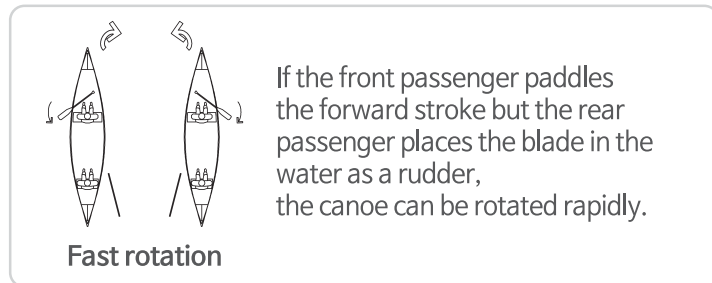 If the front passenger paddles
the forward stroke but the rear
passenger places the blade in the
water as a rudder,
the canoe can be rotated rapidly.
Fast rotation